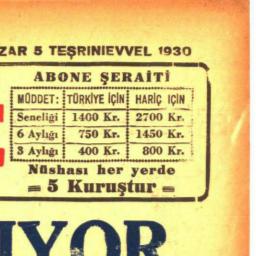 ZAR 5 TEŞRINIEVVEL 1930
ABONE ŞERAİTİ
MÜDDET: TÜRKİYE İÇİN HARİÇ İÇİN
Seneliği 1400 Kr. 2700 Kr.
6 Aylığı 750 Kr. 1450 Kr.
3 Aylığı 400 Kr. 800 Kr.
Nüshası her yerde
= 5 Kuruştur =
IYOR